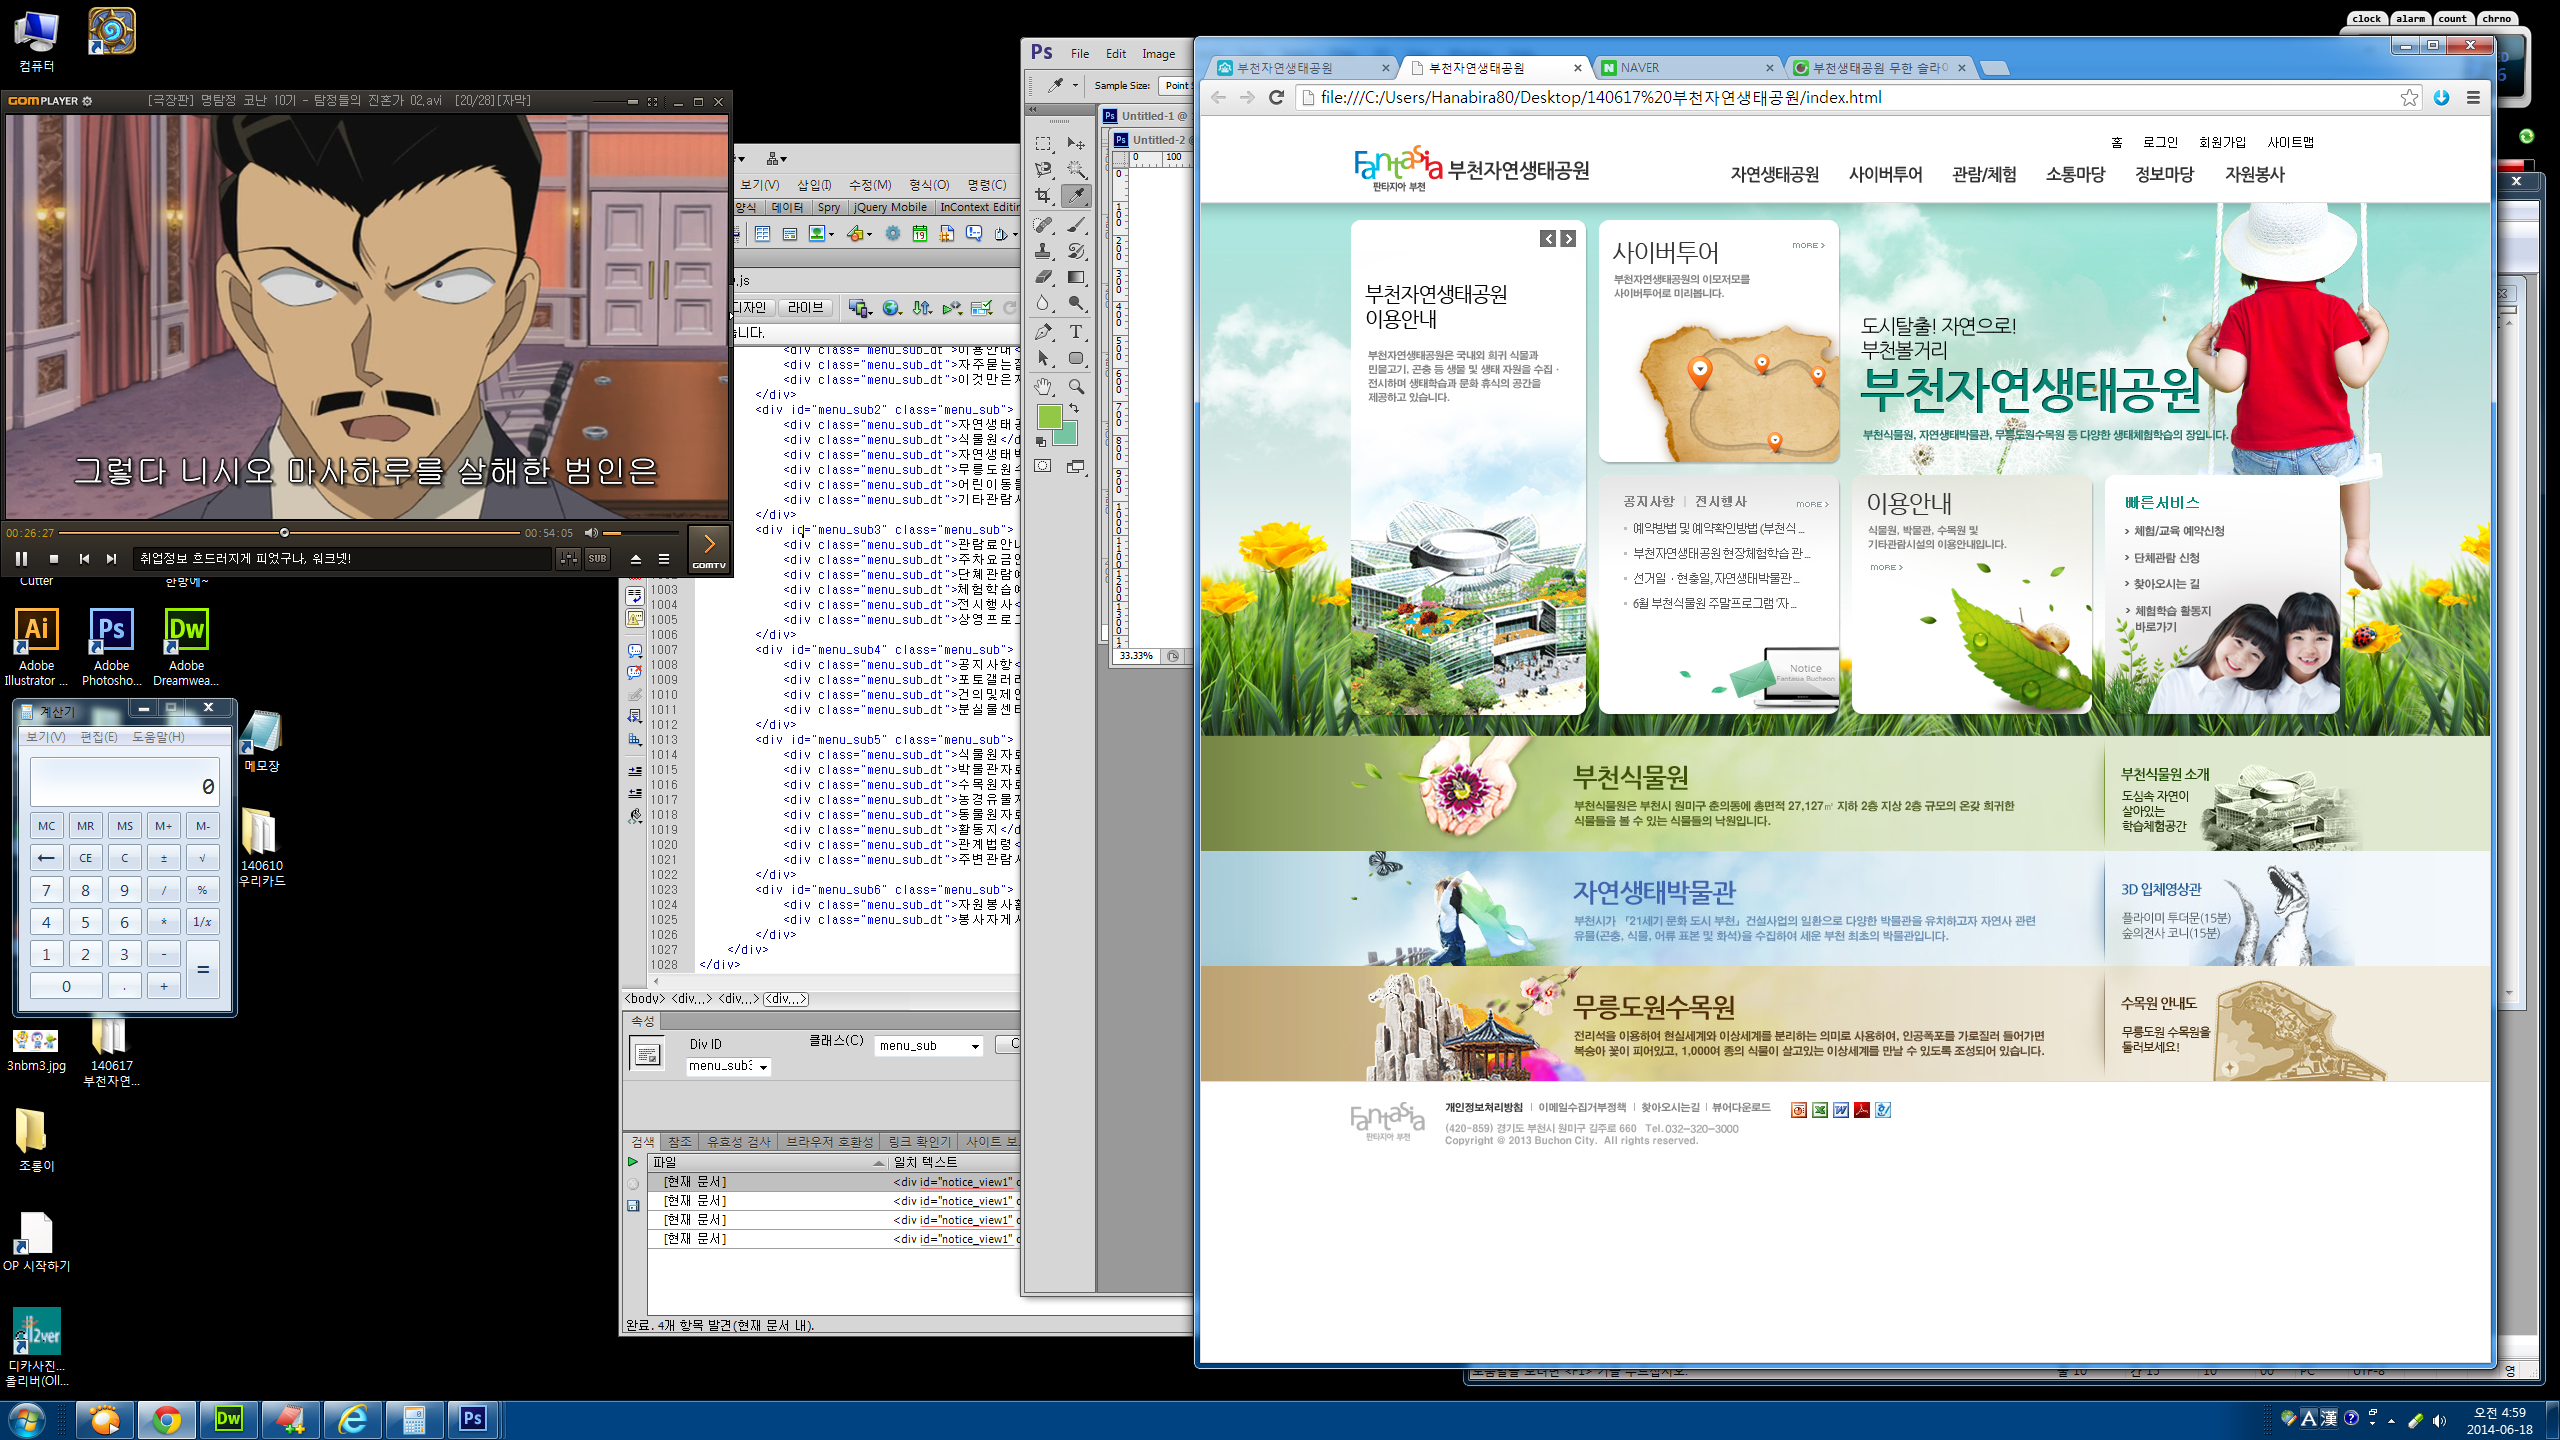 컴퓨터
GOMPLAYER
[극장판] 명탐정 코난 10기 - 탐정들의 진혼가 02.avi [20/28][자막]
그렇다 니시오 마사하루를 살해한 범인은
00:26:27
00:54:05
취업정보 흐드러지게 피었구나, 워크넷!
SUB
GOMTV
Cutter
한방에~
Adobe Illustrator ...
Adobe Photosho...
Adobe Dreamwea...
계산기
보기(V) 편집(E) 도움말(H)
0
MC MR MS M+ M-
CE C ± √
7 8 9 / %
4 5 6 * 1/x
1 2 3 - =
0 . +
메모장
140610
우리카드
3nbm3.jpg
140617
부천자연...
조롱이
OP 시작하기
디카사진...
올리버(Oll...
보기(V) 삽입(I) 수정(M) 형식(O) 명령(C)
양식 데이터 Spry jQuery Mobile InContext Editin
라이브
<div class="menu_sub_dt">자주묻는질
<div class="menu_sub_dt">이것만은지
</div>
<div id="menu_sub2" class="menu_sub">
<div class="menu_sub_dt">자연생태공
<div class="menu_sub_dt">식물원</d
<div class="menu_sub_dt">자연생태박
<div class="menu_sub_dt">무릉도원수
<div class="menu_sub_dt">어린이동물
<div class="menu_sub_dt">기타관람시
</div>
<div id="menu_sub3" class="menu_sub">
<div class="menu_sub_dt">관람료안내
<div class="menu_sub_dt">주차요금안
<div class="menu_sub_dt">단체관람예
1003 <div class="menu_sub_dt">체험학습예
1004 <div class="menu_sub_dt">전시행사<
1005 <div class="menu_sub_dt">상영프로그
1006 </div>
1007 <div id="menu_sub4" class="menu_sub">
1008 <div class="menu_sub_dt">공지사항<
1009 <div class="menu_sub_dt">포토갤러리
1010 <div class="menu_sub_dt">건의및제안
1011 <div class="menu_sub_dt">분실물센터
1012 </div>
1013 <div id="menu_sub5" class="menu_sub">
1014 <div class="menu_sub_dt">식물원자료
1015 <div class="menu_sub_dt">박물관자료
1016 <div class="menu_sub_dt">수목원자료
1017 <div class="menu_sub_dt">농경유물자
1018 <div class="menu_sub_dt">동물원자료
1019 <div class="menu_sub_dt">활동지</d
1020 <div class="menu_sub_dt">관계법령<
1021 <div class="menu_sub_dt">주변관람시
1022 </div>
1023 <div id="menu_sub6" class="menu_sub">
1024 <div class="menu_sub_dt">자원봉사활
1025 <div class="menu_sub_dt">봉사자게시
1026 </div>
1027 </div>
1028 </div>
<body> <div...> <div...> <div...>
속성
Div ID
클래스(C) menu_sub
검색 참조 유효성 검사 브라우저 호환성 링크 확인기 사이트 보
파일 일치 텍스트
[현재 문서] <div id="notice_view1" c
[현재 문서] <div id="notice_view1" c
[현재 문서] <div id="notice_view1" c
[현재 문서] <div id="notice_view1" c
완료. 4개 항목 발견(현재 문서 내).
Ps File Edit Image
Sample Size: Point S
Untitled-1 @
Untitled-2 @
33.33%
clock alarm count chrno
부천자연생태공원
부천자연생태공원
NAVER
부천생태공원 무한 슬라이
file:///C:/Users/Hanabira80/Desktop/140617%20부천자연생태공원/index.html
홈 로그인 회원가입 사이트맵
Fantasia 판타지아 부천 부천자연생태공원
자연생태공원 사이버투어 관람/체험 소통마당 정보마당 자원봉사
부천자연생태공원
이용안내
부천자연생태공원은 국내외 희귀 식물과
민물고기, 곤충 등 생물 및 생태 자원을 수집 ·
전시하며 생태학습과 문화 휴식의 공간을
제공하고 있습니다.
사이버투어
MORE >
부천자연생태공원의 이모저모를
사이버투어로 미리봅니다.
도시탈출! 자연으로!
부천볼거리
부천자연생태공원
부천식물원, 자연생태박물관, 무릉도원수목원 등 다양한 생태체험학습의 장입니다.
공지사항 | 전시행사 MORE >
예약방법 및 예약확인방법 (부천식 ...
부천자연생태공원 현장체험학습 관 ...
선거일 · 현충일, 자연생태박물관 ...
6월 부천식물원 주말프로그램 '자 ...
Notice
Fantasia Bucheon
이용안내
식물원, 박물관, 수목원 및
기타관람시설의 이용안내입니다.
MORE >
빠른서비스
> 체험/교육 예약신청
> 단체관람 신청
> 찾아오시는 길
> 체험학습 활동지
바로가기
부천식물원
부천식물원은 부천시 원미구 춘의동에 총면적 27,127㎡ 지하 2층 지상 2층 규모의 온갖 희귀한
식물들을 볼 수 있는 식물들의 낙원입니다.
부천식물원 소개
도심속 자연이
살아있는
학습체험공간
자연생태박물관
부천시가 「21세기 문화 도시 부천」 건설사업의 일환으로 다양한 박물관을 유치하고자 자연사 관련
유물(곤충, 식물, 어류 표본 및 화석)을 수집하여 세운 부천 최초의 박물관입니다.
3D 입체영상관
플라이미 투더문(15분)
숲의전사 코니(15분)
무릉도원수목원
전리석을 이용하여 현실세계와 이상세계를 분리하는 의미로 사용하여, 인공폭포를 가로질러 들어가면
복숭아 꽃이 피어있고, 1,000여 종의 식물이 살고있는 이상세계를 만날 수 있도록 조성되어 있습니다.
수목원 안내도
무릉도원 수목원을
둘러보세요!
Fantasia 판타지아 부천
개인정보처리방침 | 이메일수집거부정책 | 찾아오시는길 | 뷰어다운로드
(420-859) 경기도 부천시 원미구 길주로 660 Tel.032-320-3000
Copyright @ 2013 Buchon City. All rights reserved.
A 漢
오전 4:59
2014-06-18